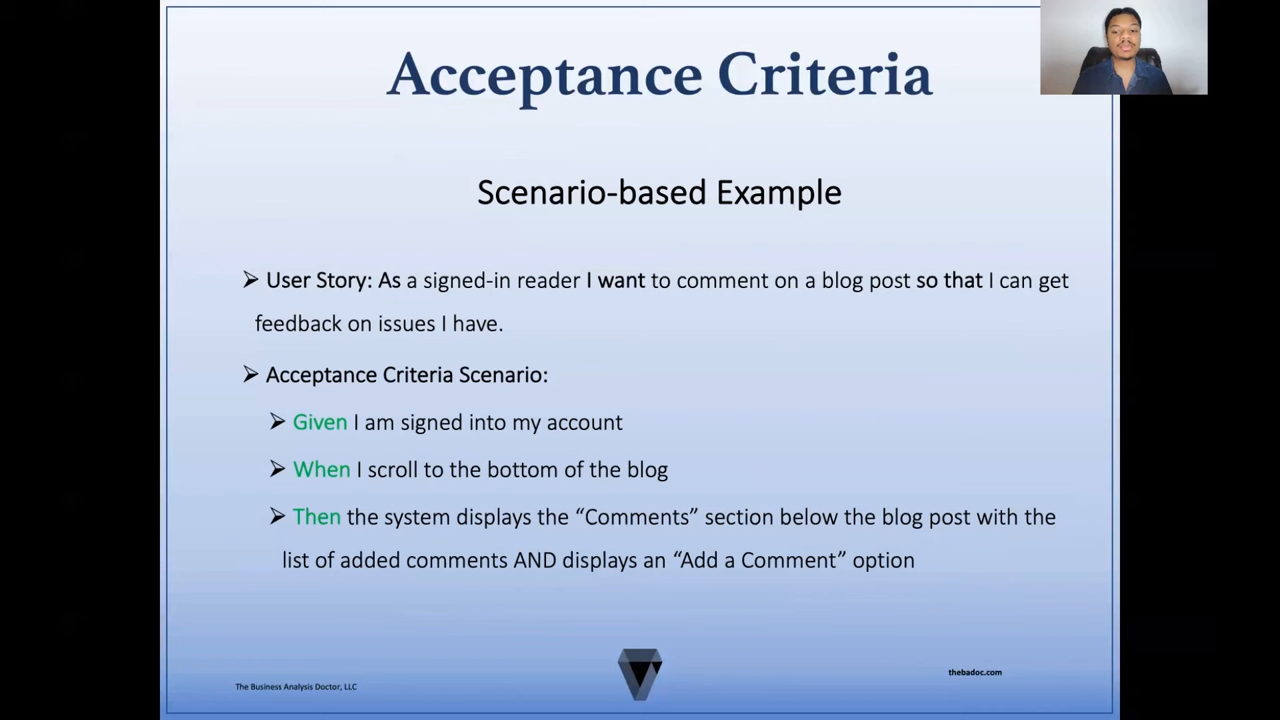 Acceptance Criteria
Scenario-based Example
➢ User Story: As a signed-in reader I want to comment on a blog post so that I can get
feedback on issues I have.
➢ Acceptance Criteria Scenario:
➢ Given I am signed into my account
➢ When I scroll to the bottom of the blog
➢ Then the system displays the “Comments” section below the blog post with the
list of added comments AND displays an “Add a Comment” option
The Business Analysis Doctor, LLC
thebadoc.com